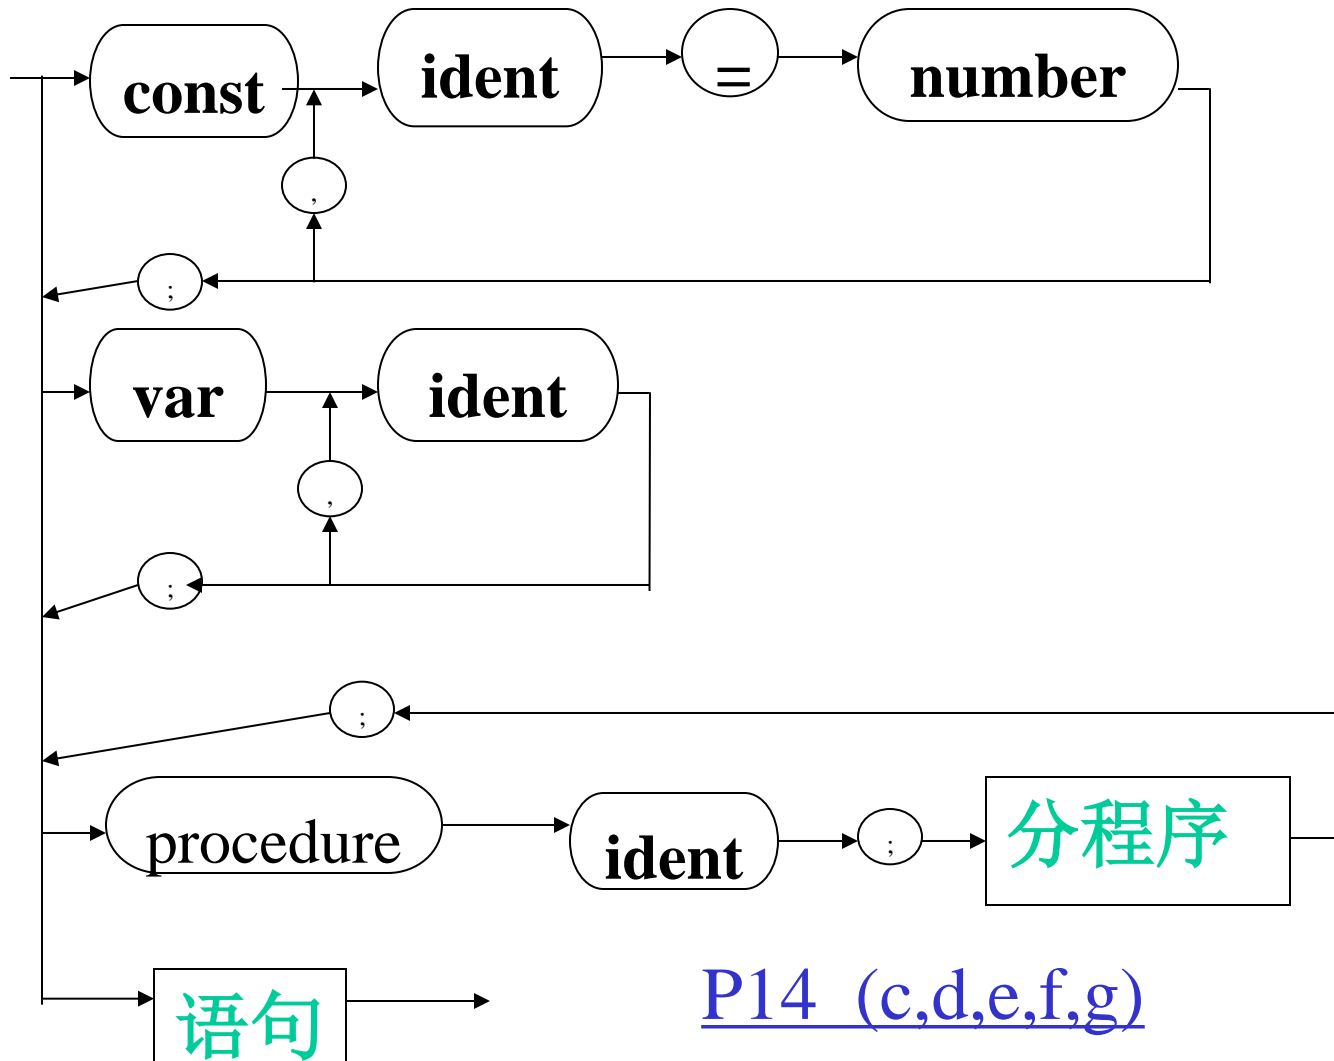 const ident = number
,
;
var ident
,
;
;
procedure ident ; 分程序
语句
P14 (c,d,e,f,g)